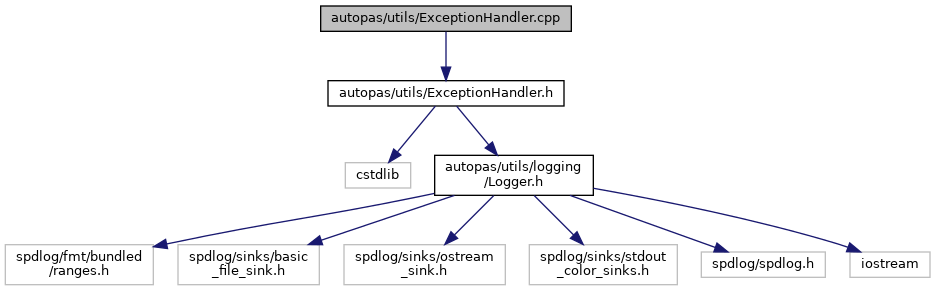 autopas/utils/ExceptionHandler.cpp
autopas/utils/ExceptionHandler.h
cstdlib
autopas/utils/logging
/Logger.h
spdlog/fmt/bundled
/ranges.h
spdlog/sinks/basic
_file_sink.h
spdlog/sinks/ostream
_sink.h
spdlog/sinks/stdout
_color_sinks.h
spdlog/spdlog.h
iostream